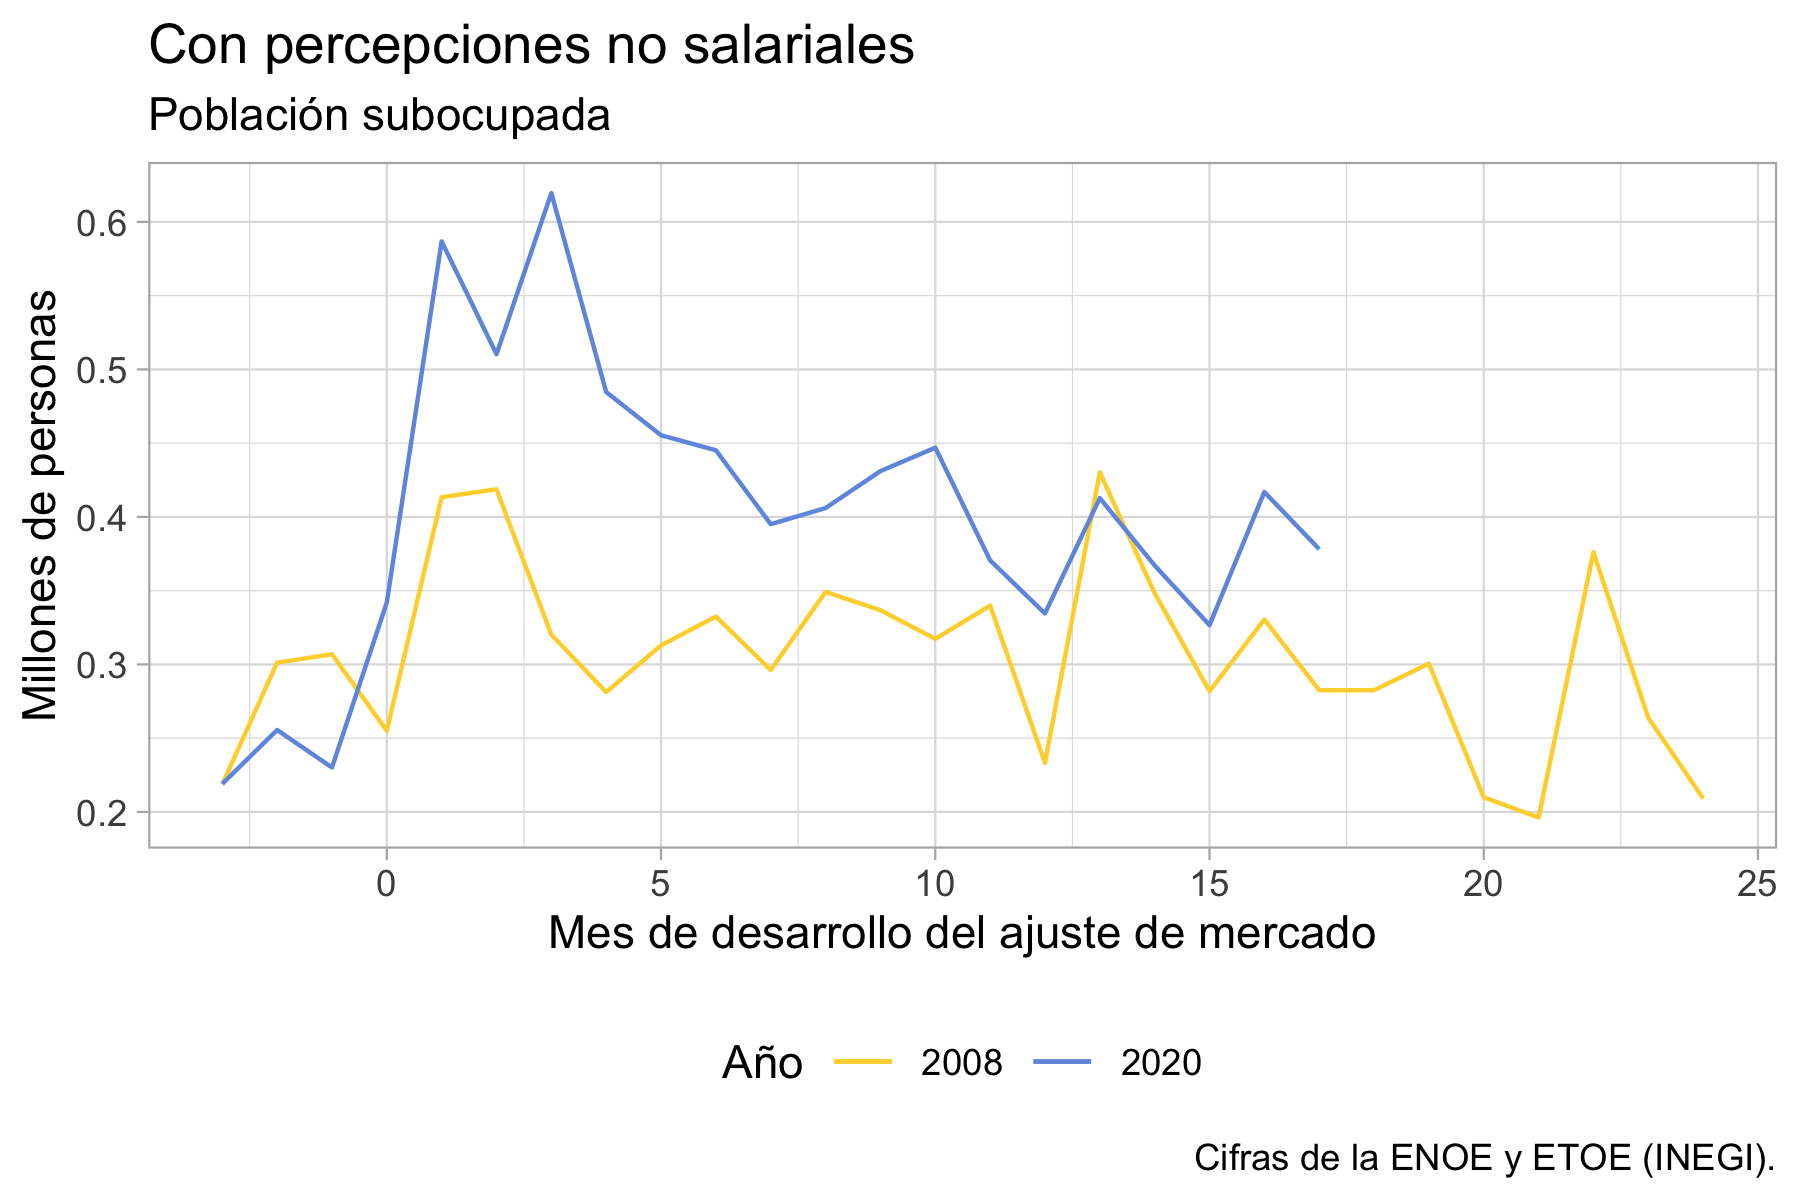 Con percepciones no salariales
Población subocupada
Millones de personas
0.6
0.5
0.4
0.3
0.2
0 5 10 15 20 25
Mes de desarrollo del ajuste de mercado
Año 2008 2020
Cifras de la ENOE y ETOE (INEGI).